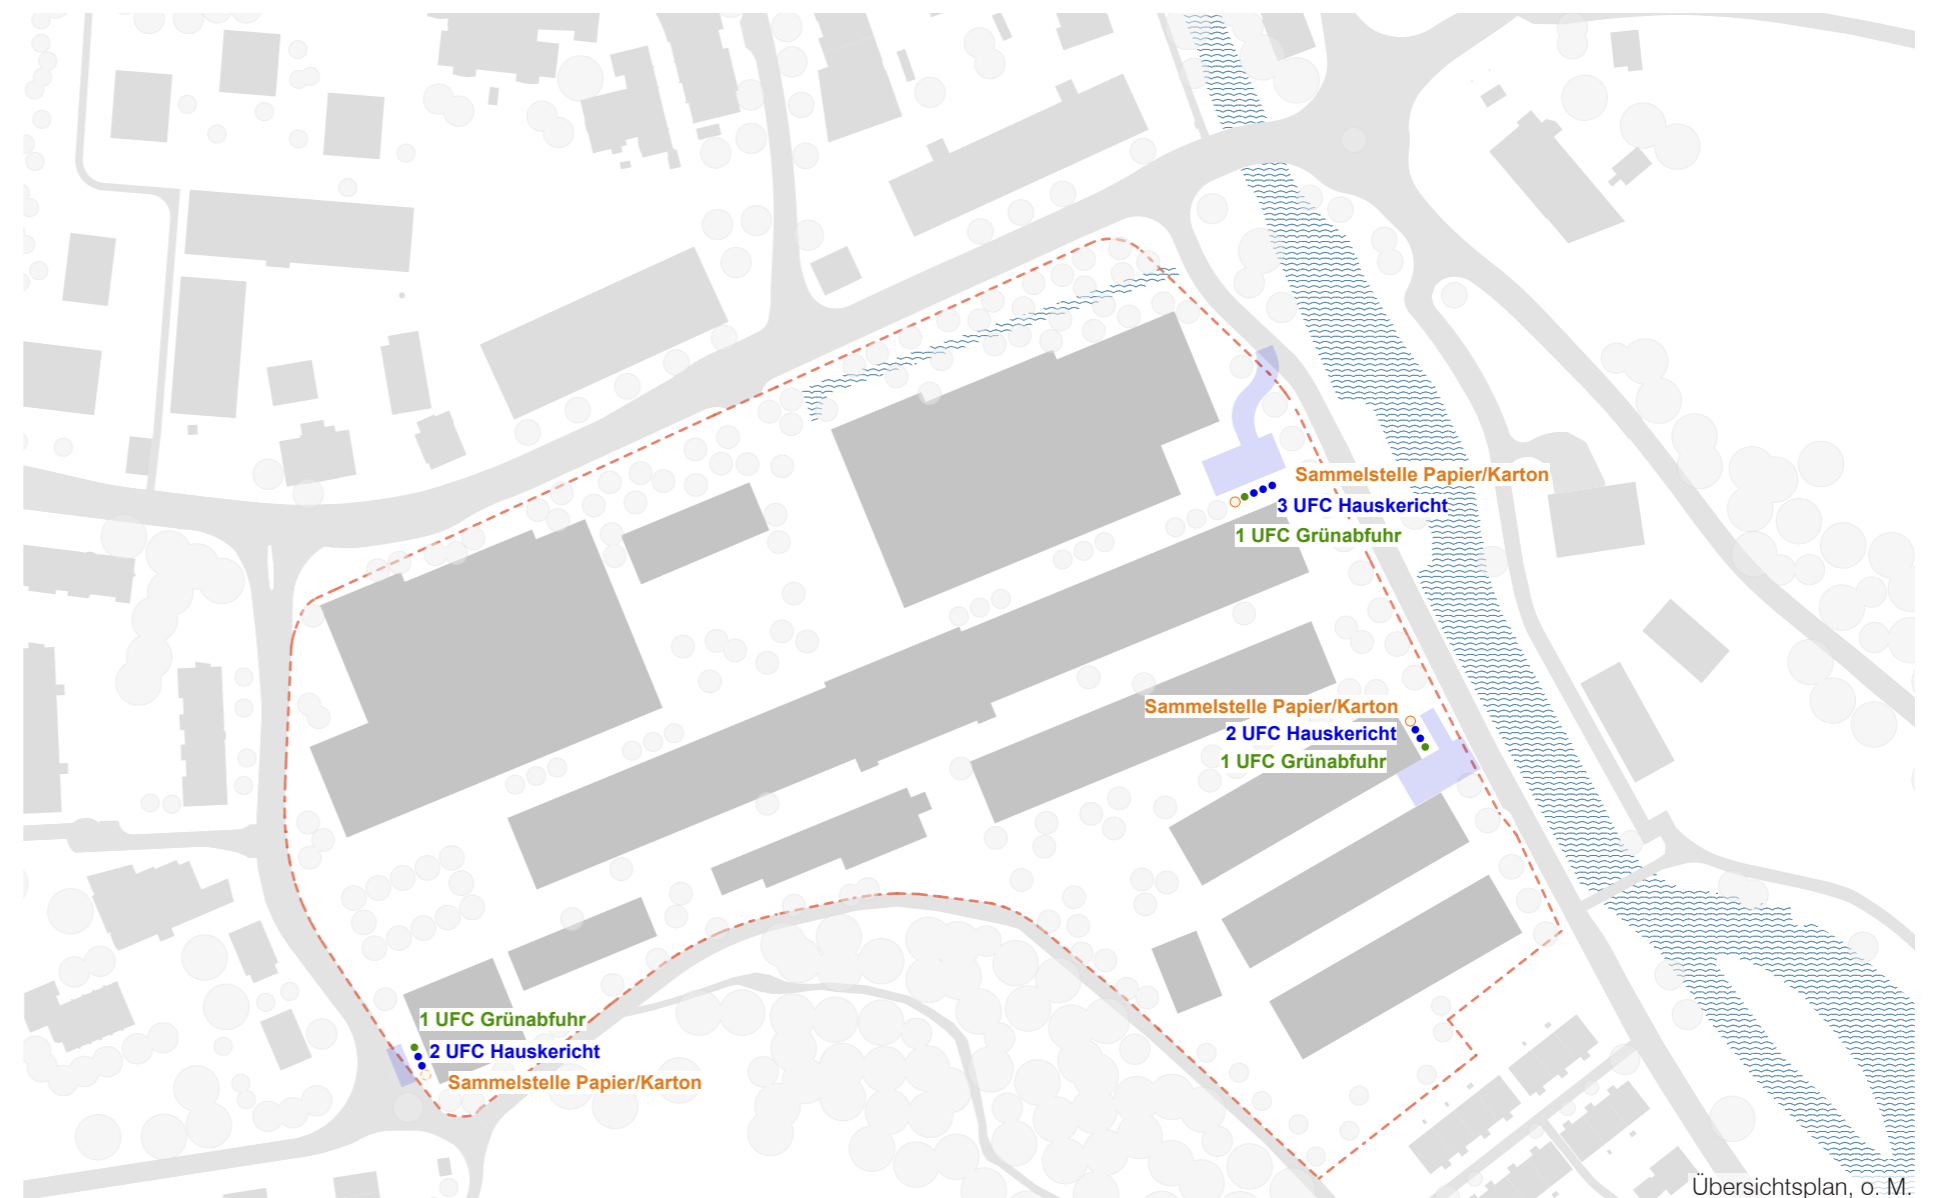 Sammelstelle Papier/Karton
3 UFC Hauskericht
1 UFC Grünabfuhr
Sammelstelle Papier/Karton
2 UFC Hauskericht
1 UFC Grünabfuhr
1 UFC Grünabfuhr
2 UFC Hauskericht
Sammelstelle Papier/Karton
Übersichtsplan, o. M.